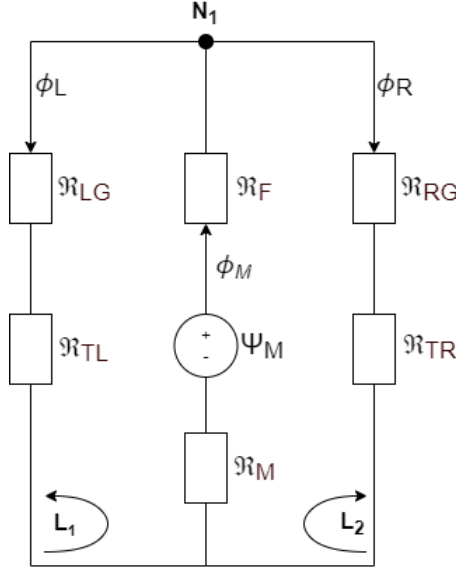 N₁
ϕL ϕR
ℜLG ℜF ℜRG
ϕM
ℜTL + - ΨM ℜTR
ℜM
L₁ L₂